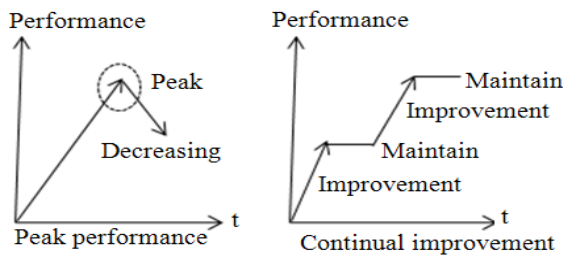 Performance
Peak
Decreasing
t
Peak performance
Performance
Maintain
Improvement
Maintain
Improvement
t
Continual improvement